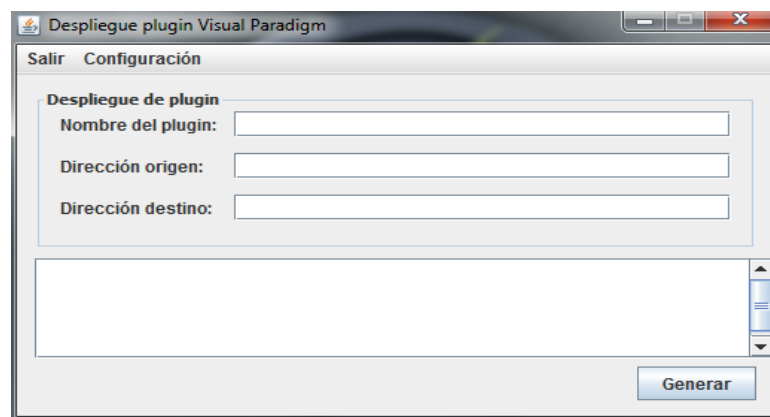 Despliegue plugin Visual Paradigm
Salir Configuración
Despliegue de plugin
Nombre del plugin:
Dirección origen:
Dirección destino:
Generar